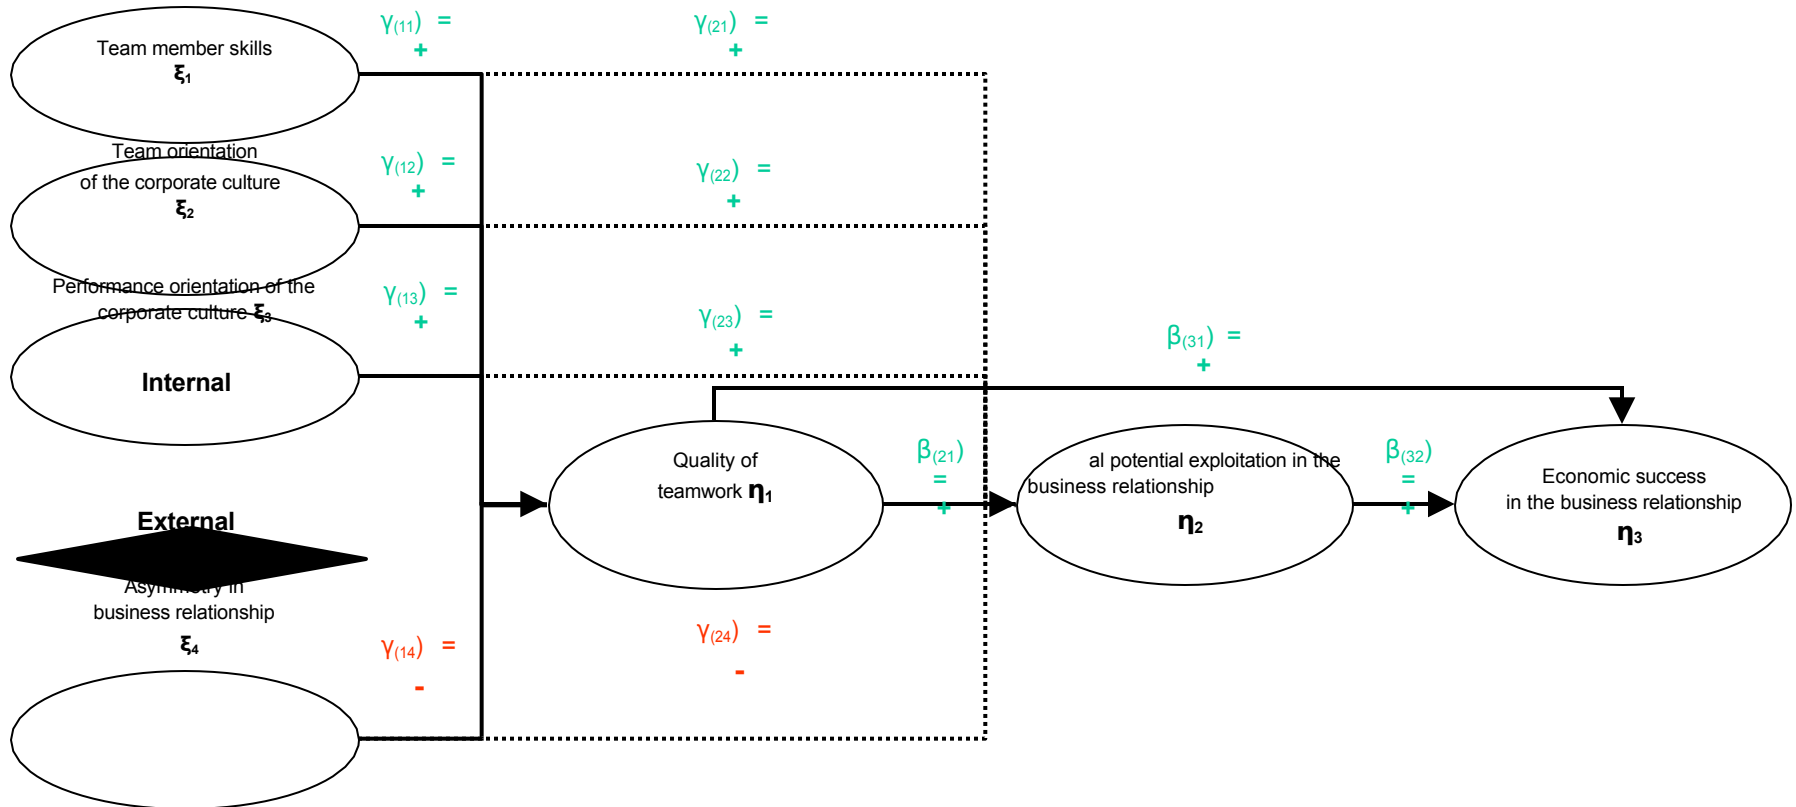 Team member skills
ξ1
γ(11) =
+
γ(21) =
+
Team orientation
of the corporate culture
ξ2
γ(12) =
+
γ(22) =
+
Performance orientation of the
corporate culture ξ3
γ(13) =
+
γ(23) =
+
Internal
β(31) =
+
Quality of
teamwork η1
β(21)
=
+
al potential exploitation in the
business relationship
η2
β(32)
=
+
Economic success
in the business relationship
η3
External
Asymmetry in
business relationship
ξ4
γ(14) =
-
γ(24) =
-